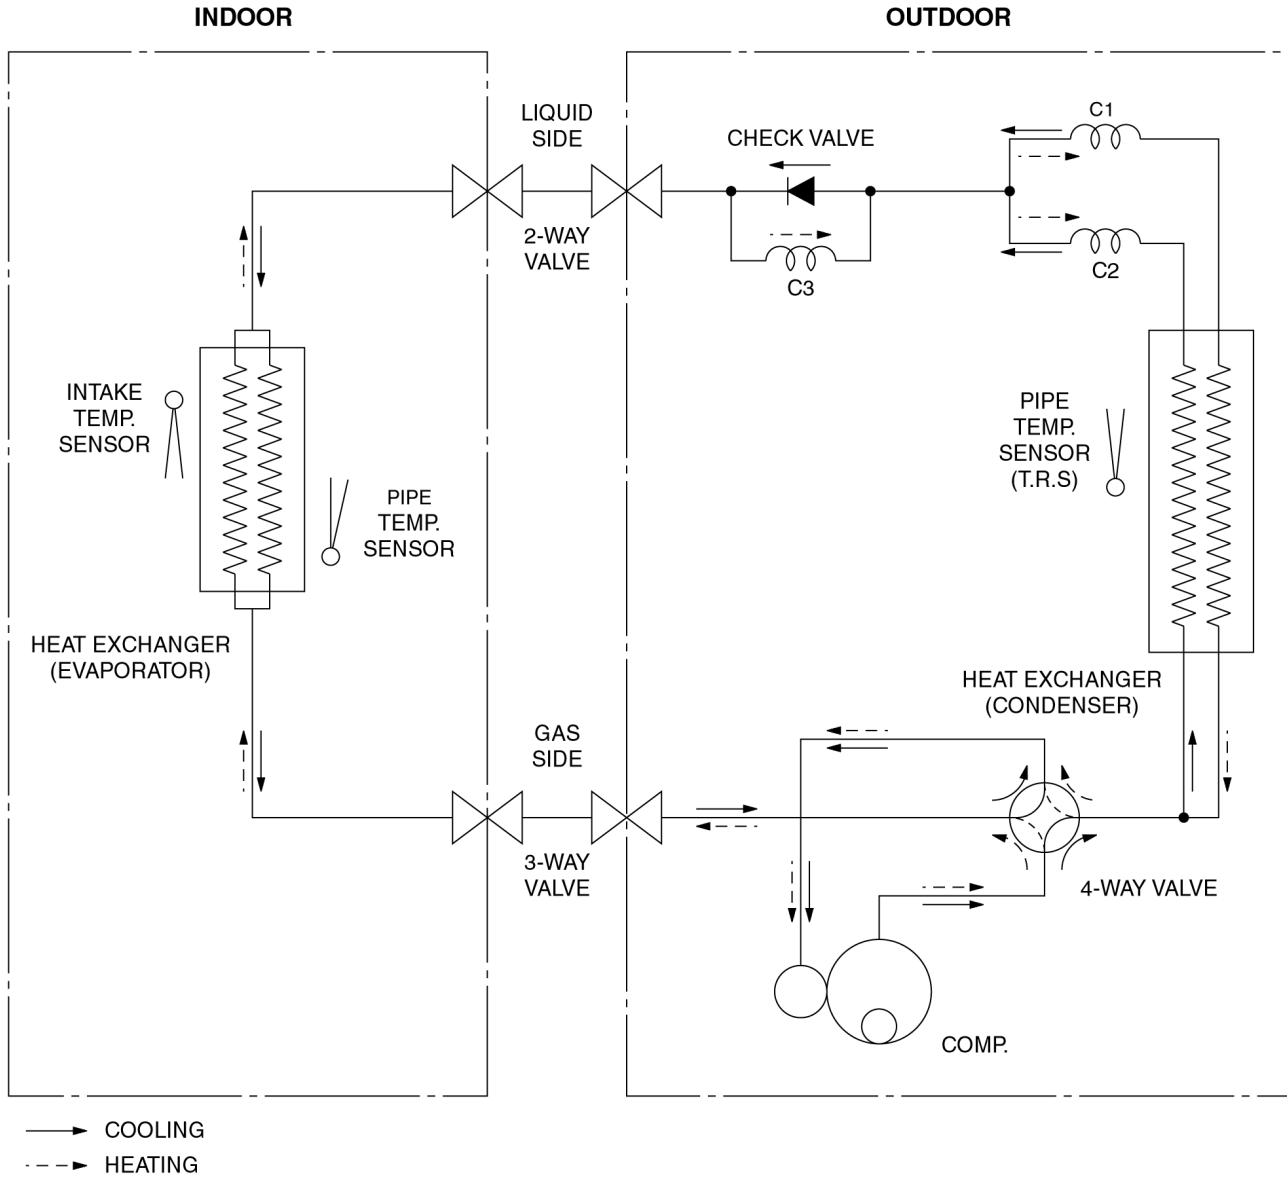 INDOOR
OUTDOOR
LIQUID
SIDE
2-WAY
VALVE
CHECK VALVE
C3
C1
C2
INTAKE
TEMP.
SENSOR
PIPE
TEMP.
SENSOR
HEAT EXCHANGER
(EVAPORATOR)
PIPE
TEMP.
SENSOR
(T.R.S)
HEAT EXCHANGER
(CONDENSER)
GAS
SIDE
3-WAY
VALVE
4-WAY VALVE
COMP.
COOLING
HEATING